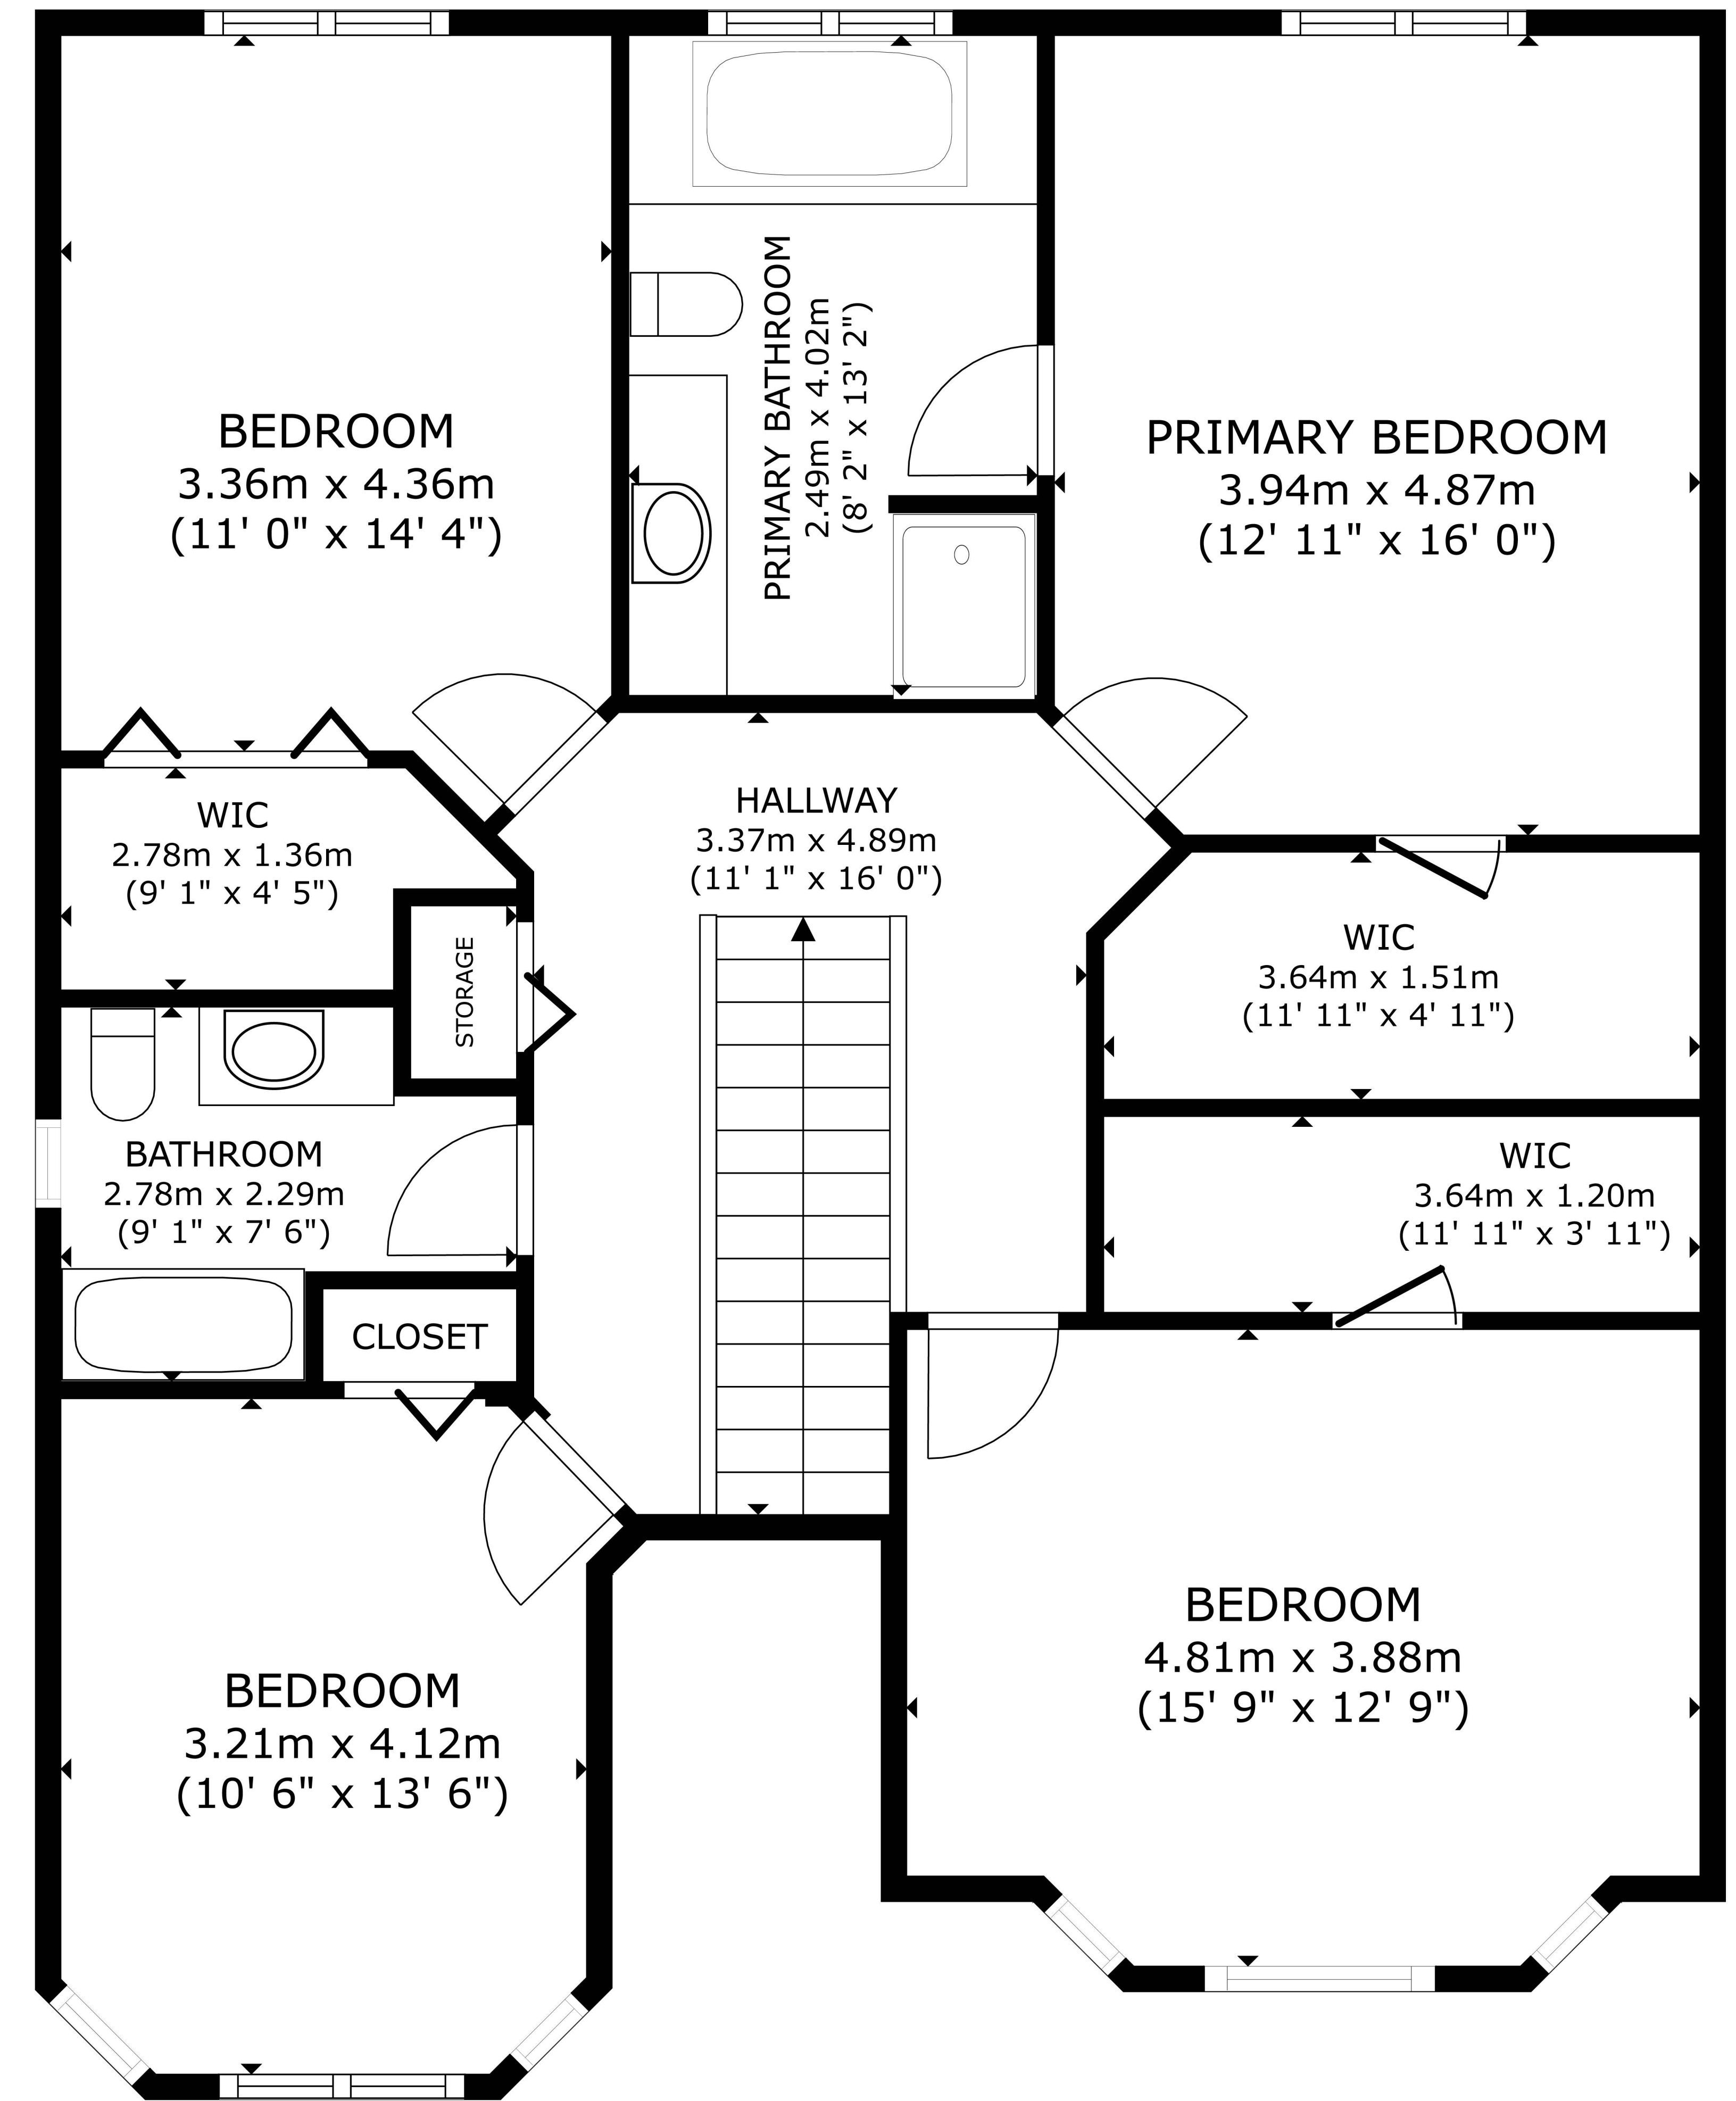 BEDROOM
3.36m x 4.36m
(11' 0" x 14' 4")
PRIMARY BATHROOM
2.49m x 4.02m
(8' 2" x 13' 2")
PRIMARY BEDROOM
3.94m x 4.87m
(12' 11" x 16' 0")
WIC
2.78m x 1.36m
(9' 1" x 4' 5")
HALLWAY
3.37m x 4.89m
(11' 1" x 16' 0")
STORAGE
WIC
3.64m x 1.51m
(11' 11" x 4' 11")
BATHROOM
2.78m x 2.29m
(9' 1" x 7' 6")
WIC
3.64m x 1.20m
(11' 11" x 3' 11")
CLOSET
BEDROOM
3.21m x 4.12m
(10' 6" x 13' 6")
BEDROOM
4.81m x 3.88m
(15' 9" x 12' 9")